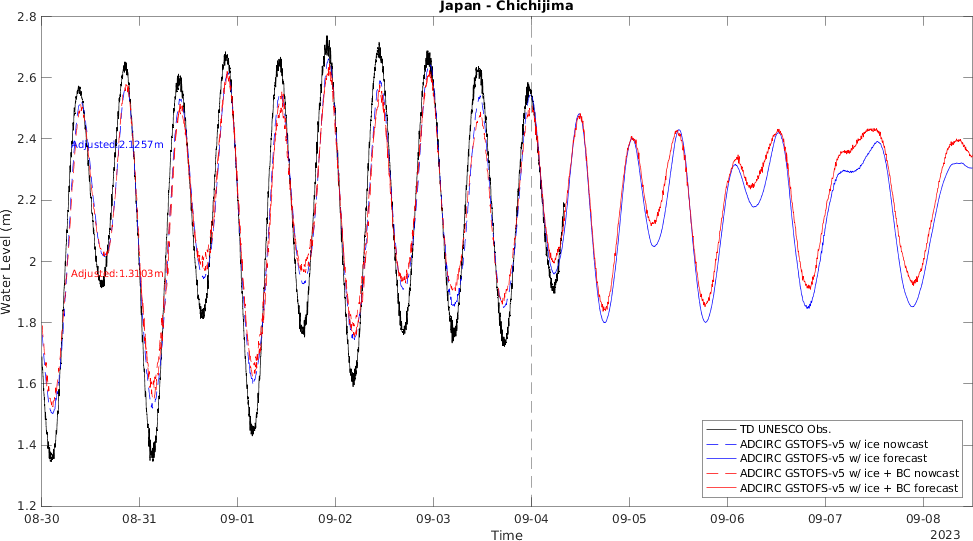 Japan - Chichijima
2.8
2.6
2.4
2.2
2
1.8
1.6
1.4
1.2
Water Level (m)
Adjusted:2.1257m
Adjusted:1.3103m
TD UNESCO Obs.
ADCIRC GSTOFS-v5 w/ ice nowcast
ADCIRC GSTOFS-v5 w/ ice forecast
ADCIRC GSTOFS-v5 w/ ice + BC nowcast
ADCIRC GSTOFS-v5 w/ ice + BC forecast
08-30 08-31 09-01 09-02 09-03 09-04 09-05 09-06 09-07 09-08
Time
2023